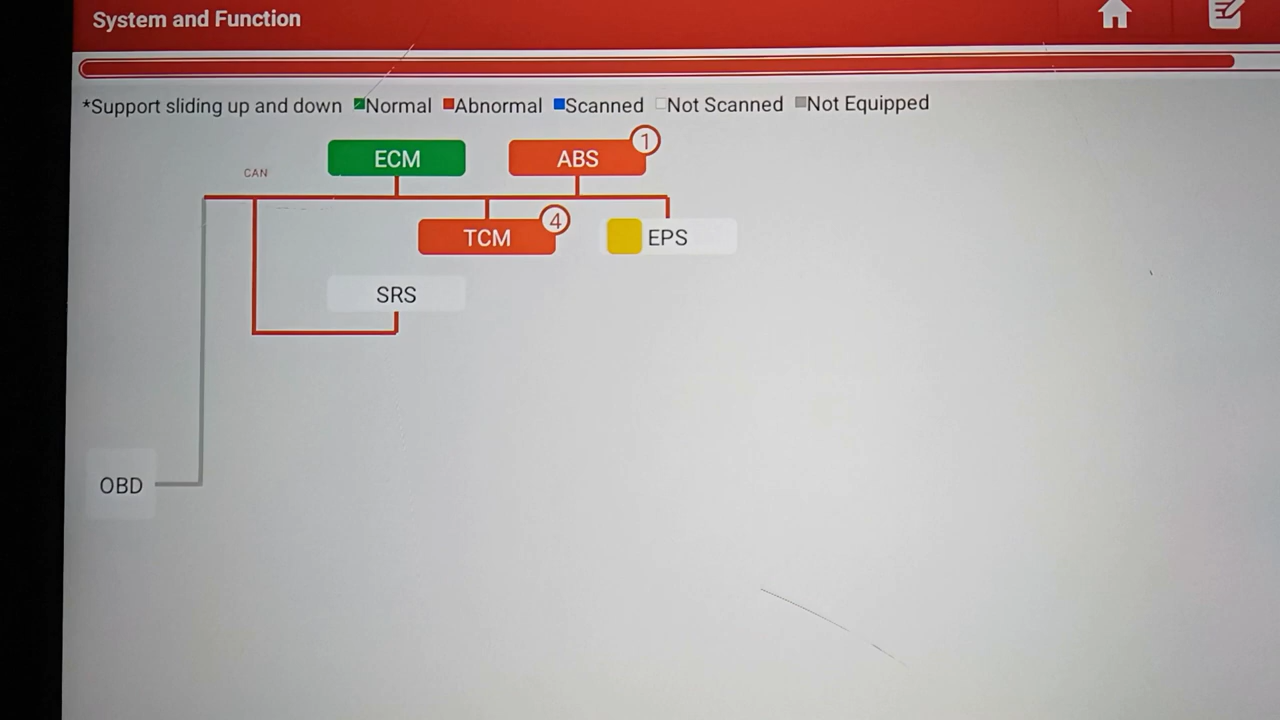 System and Function
*Support sliding up and down Normal Abnormal Scanned Not Scanned Not Equipped
ECM
ABS
1
CAN
TCM
4
EPS
SRS
OBD